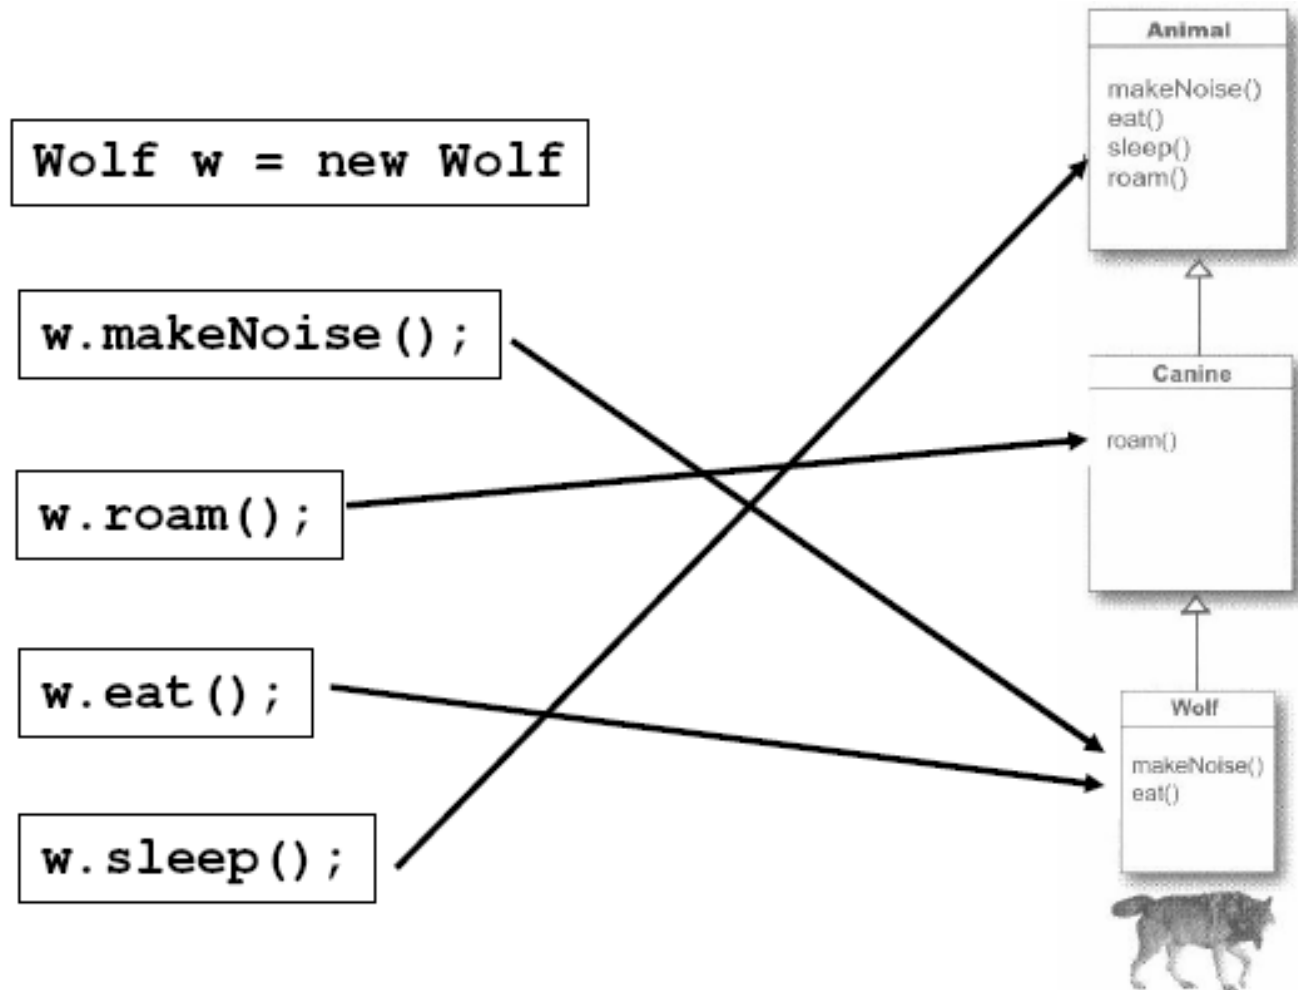 Wolf w = new Wolf
w.makeNoise();
w.roam();
w.eat();
w.sleep();
Animal
makeNoise()
eat()
sleep()
roam()
Canine
roam()
Wolf
makeNoise()
eat()